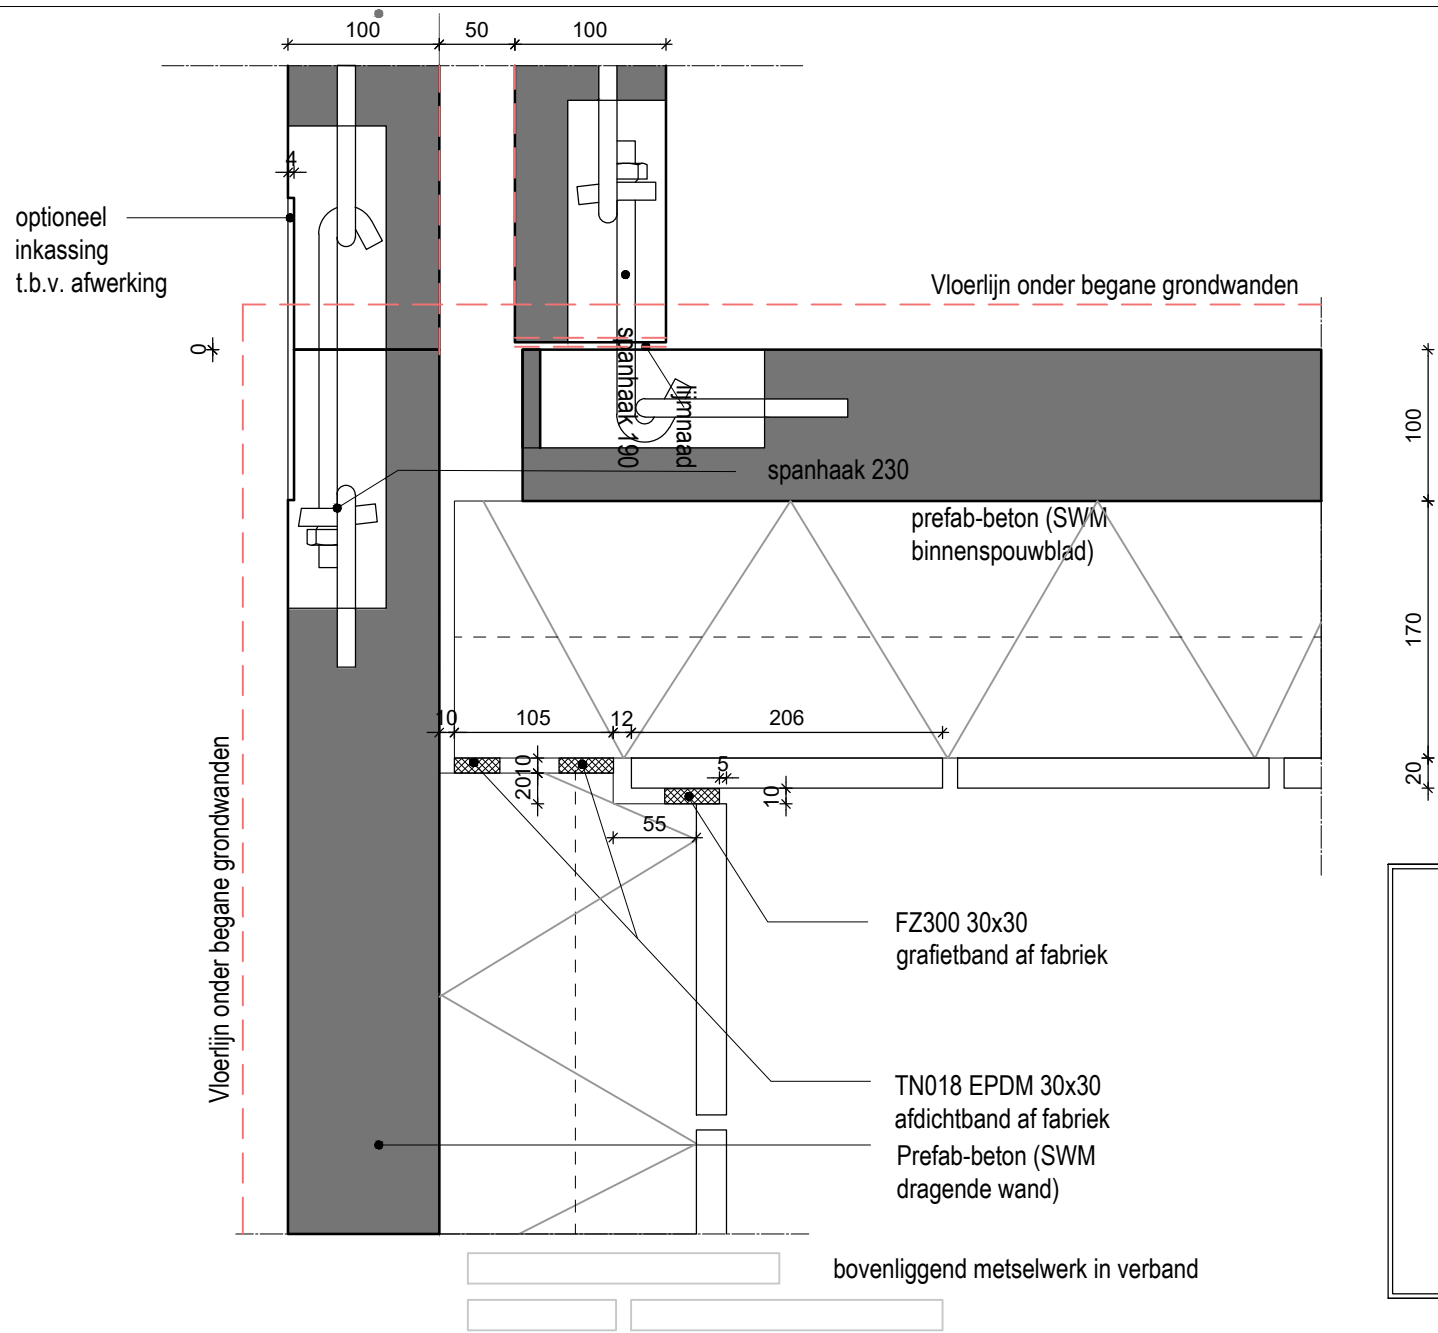 100
50
100
4
optioneel
inkassing
t.b.v. afwerking
Vloerlijn onder begane grondwanden
0
spanhaak 190
lijmnaad
100
spanhaak 230
prefab-beton (SWM
binnenspouwblad)
170
10
105
12
206
10
20
5
10
20
55
Vloerlijn onder begane grondwanden
FZ300 30x30
grafietband af fabriek
TN018 EPDM 30x30
afdichtband af fabriek
Prefab-beton (SWM
dragende wand)
bovenliggend metselwerk in verband